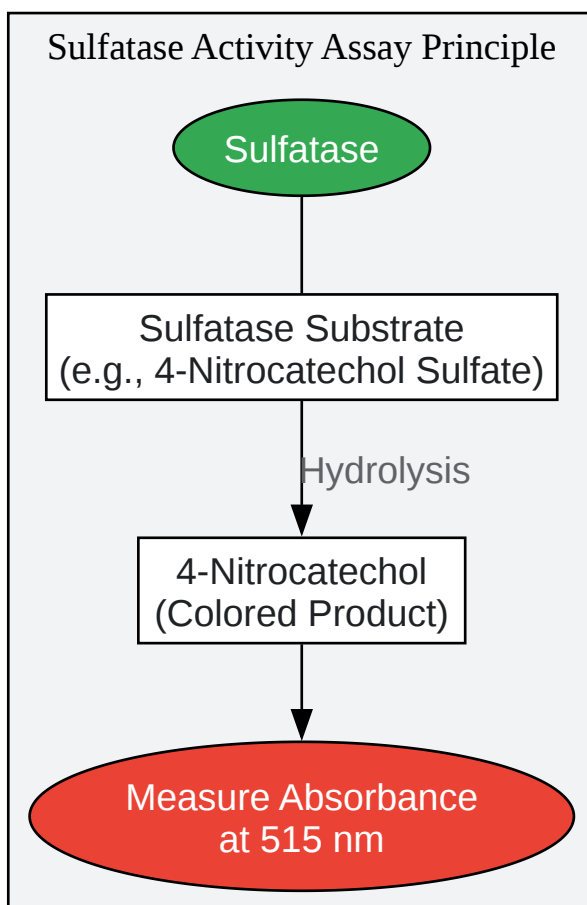 Sulfatase Activity Assay Principle
Sulfatase
Sulfatase Substrate
(e.g., 4-Nitrocatechol Sulfate)
Hydrolysis
4-Nitrocatechol
(Colored Product)
Measure Absorbance
at 515 nm